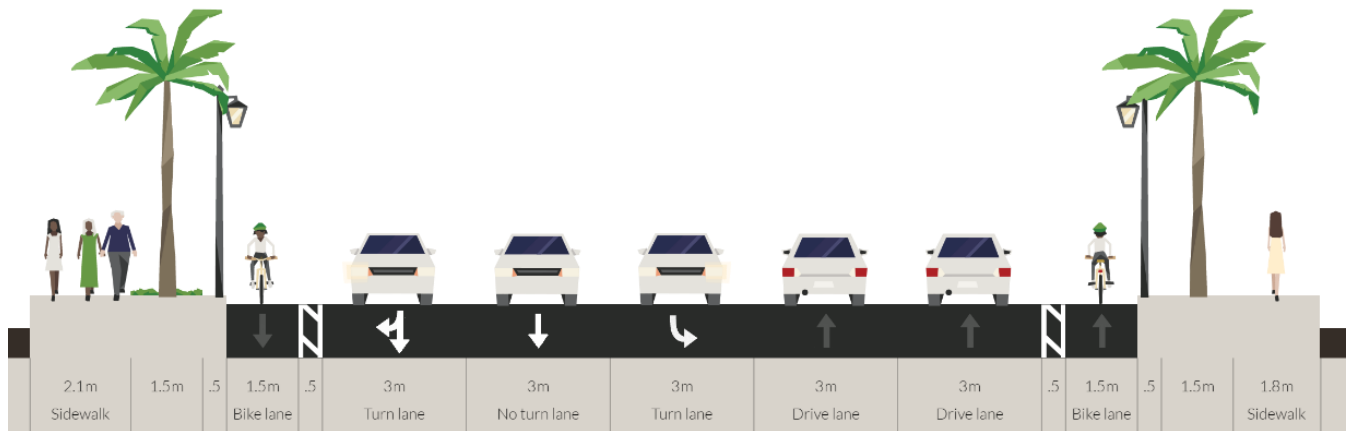 2.1m 1.5m .5 1.5m .5 3m 3m 3m 3m 3m .5 1.5m .5 1.5m 1.8m
Sidewalk Bike lane Turn lane No turn lane Turn lane Drive lane Drive lane Bike lane Sidewalk